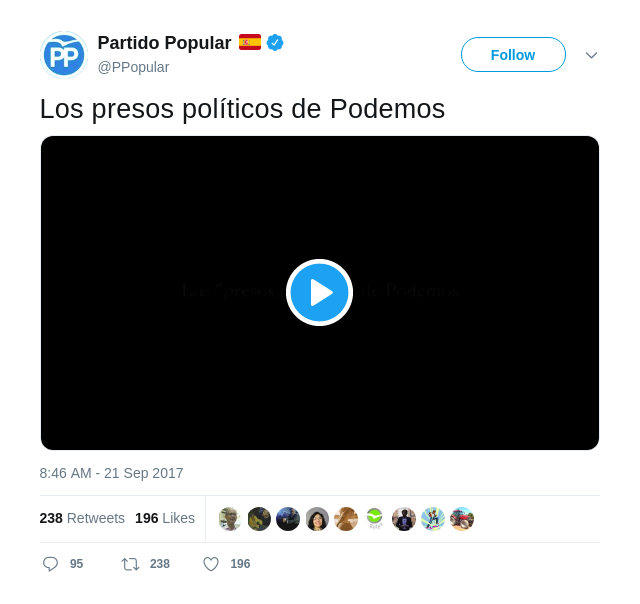 PP
Partido Popular
@PPopular
Follow
Los presos políticos de Podemos
Los "presos de Podemos
8:46 AM - 21 Sep 2017
238 Retweets 196 Likes
95 238 196